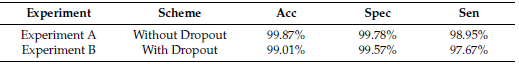 Experiment Scheme Acc Spec Sen
Experiment A Without Dropout 99.87% 99.78% 98.95%
Experiment B With Dropout 99.01% 99.57% 97.67%